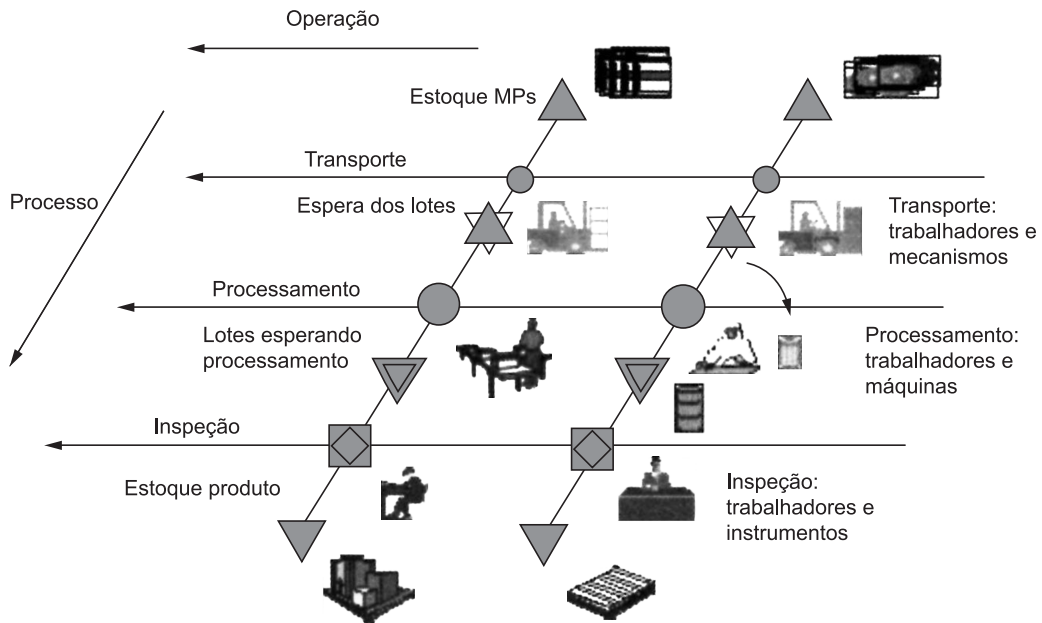 Operação
Estoque MPs
Transporte
Processo
Espera dos lotes
Transporte:
trabalhadores e
mecanismos
Processamento
Lotes esperando
processamento
Processamento:
trabalhadores e
máquinas
Inspeção
Estoque produto
Inspeção:
trabalhadores e
instrumentos